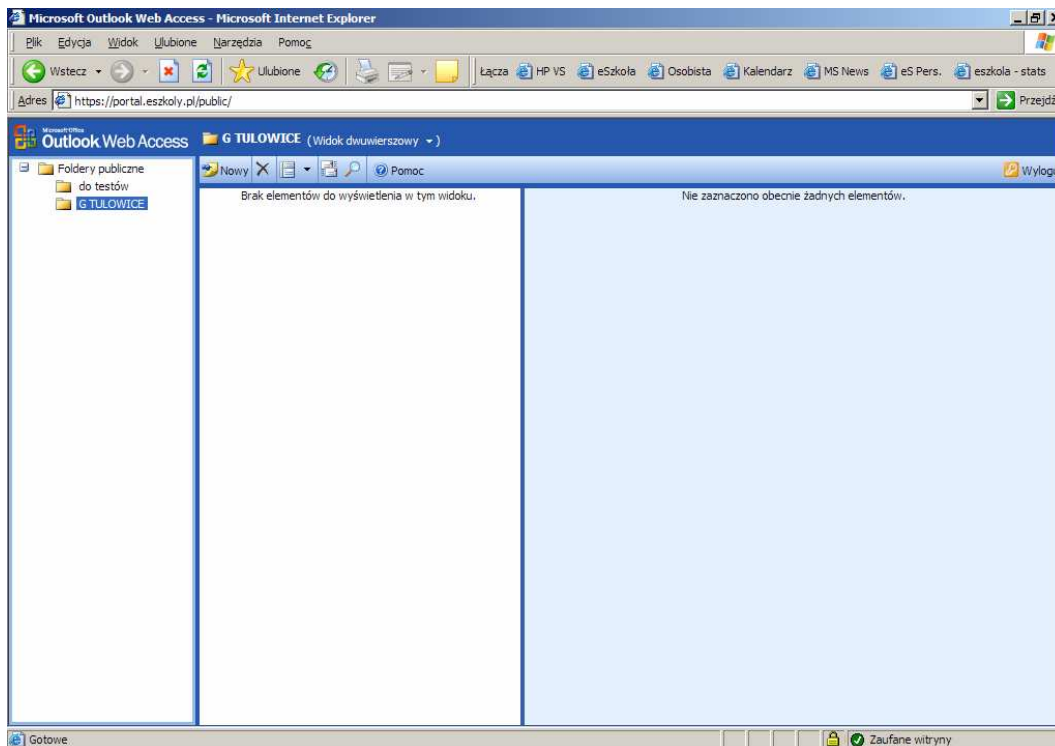 Microsoft Outlook Web Access - Microsoft Internet Explorer
Plik Edycja Widok Ulubione Narzędzia Pomoc
Wstecz Ulubione Łącza HP VS eSzkoła Osobista Kalendarz MS News eS Pers. eszkola - stats
Adres https://portal.eszkoly.pl/public/ Przejdź
Microsoft Office
Outlook Web Access G TULOWICE (Widok dwuwierszowy )
Foldery publiczne Nowy Pomoc Wylogu
do testów Brak elementów do wyświetlenia w tym widoku. Nie zaznaczono obecnie żadnych elementów.
G TULOWICE
Gotowe Zaufane witryny